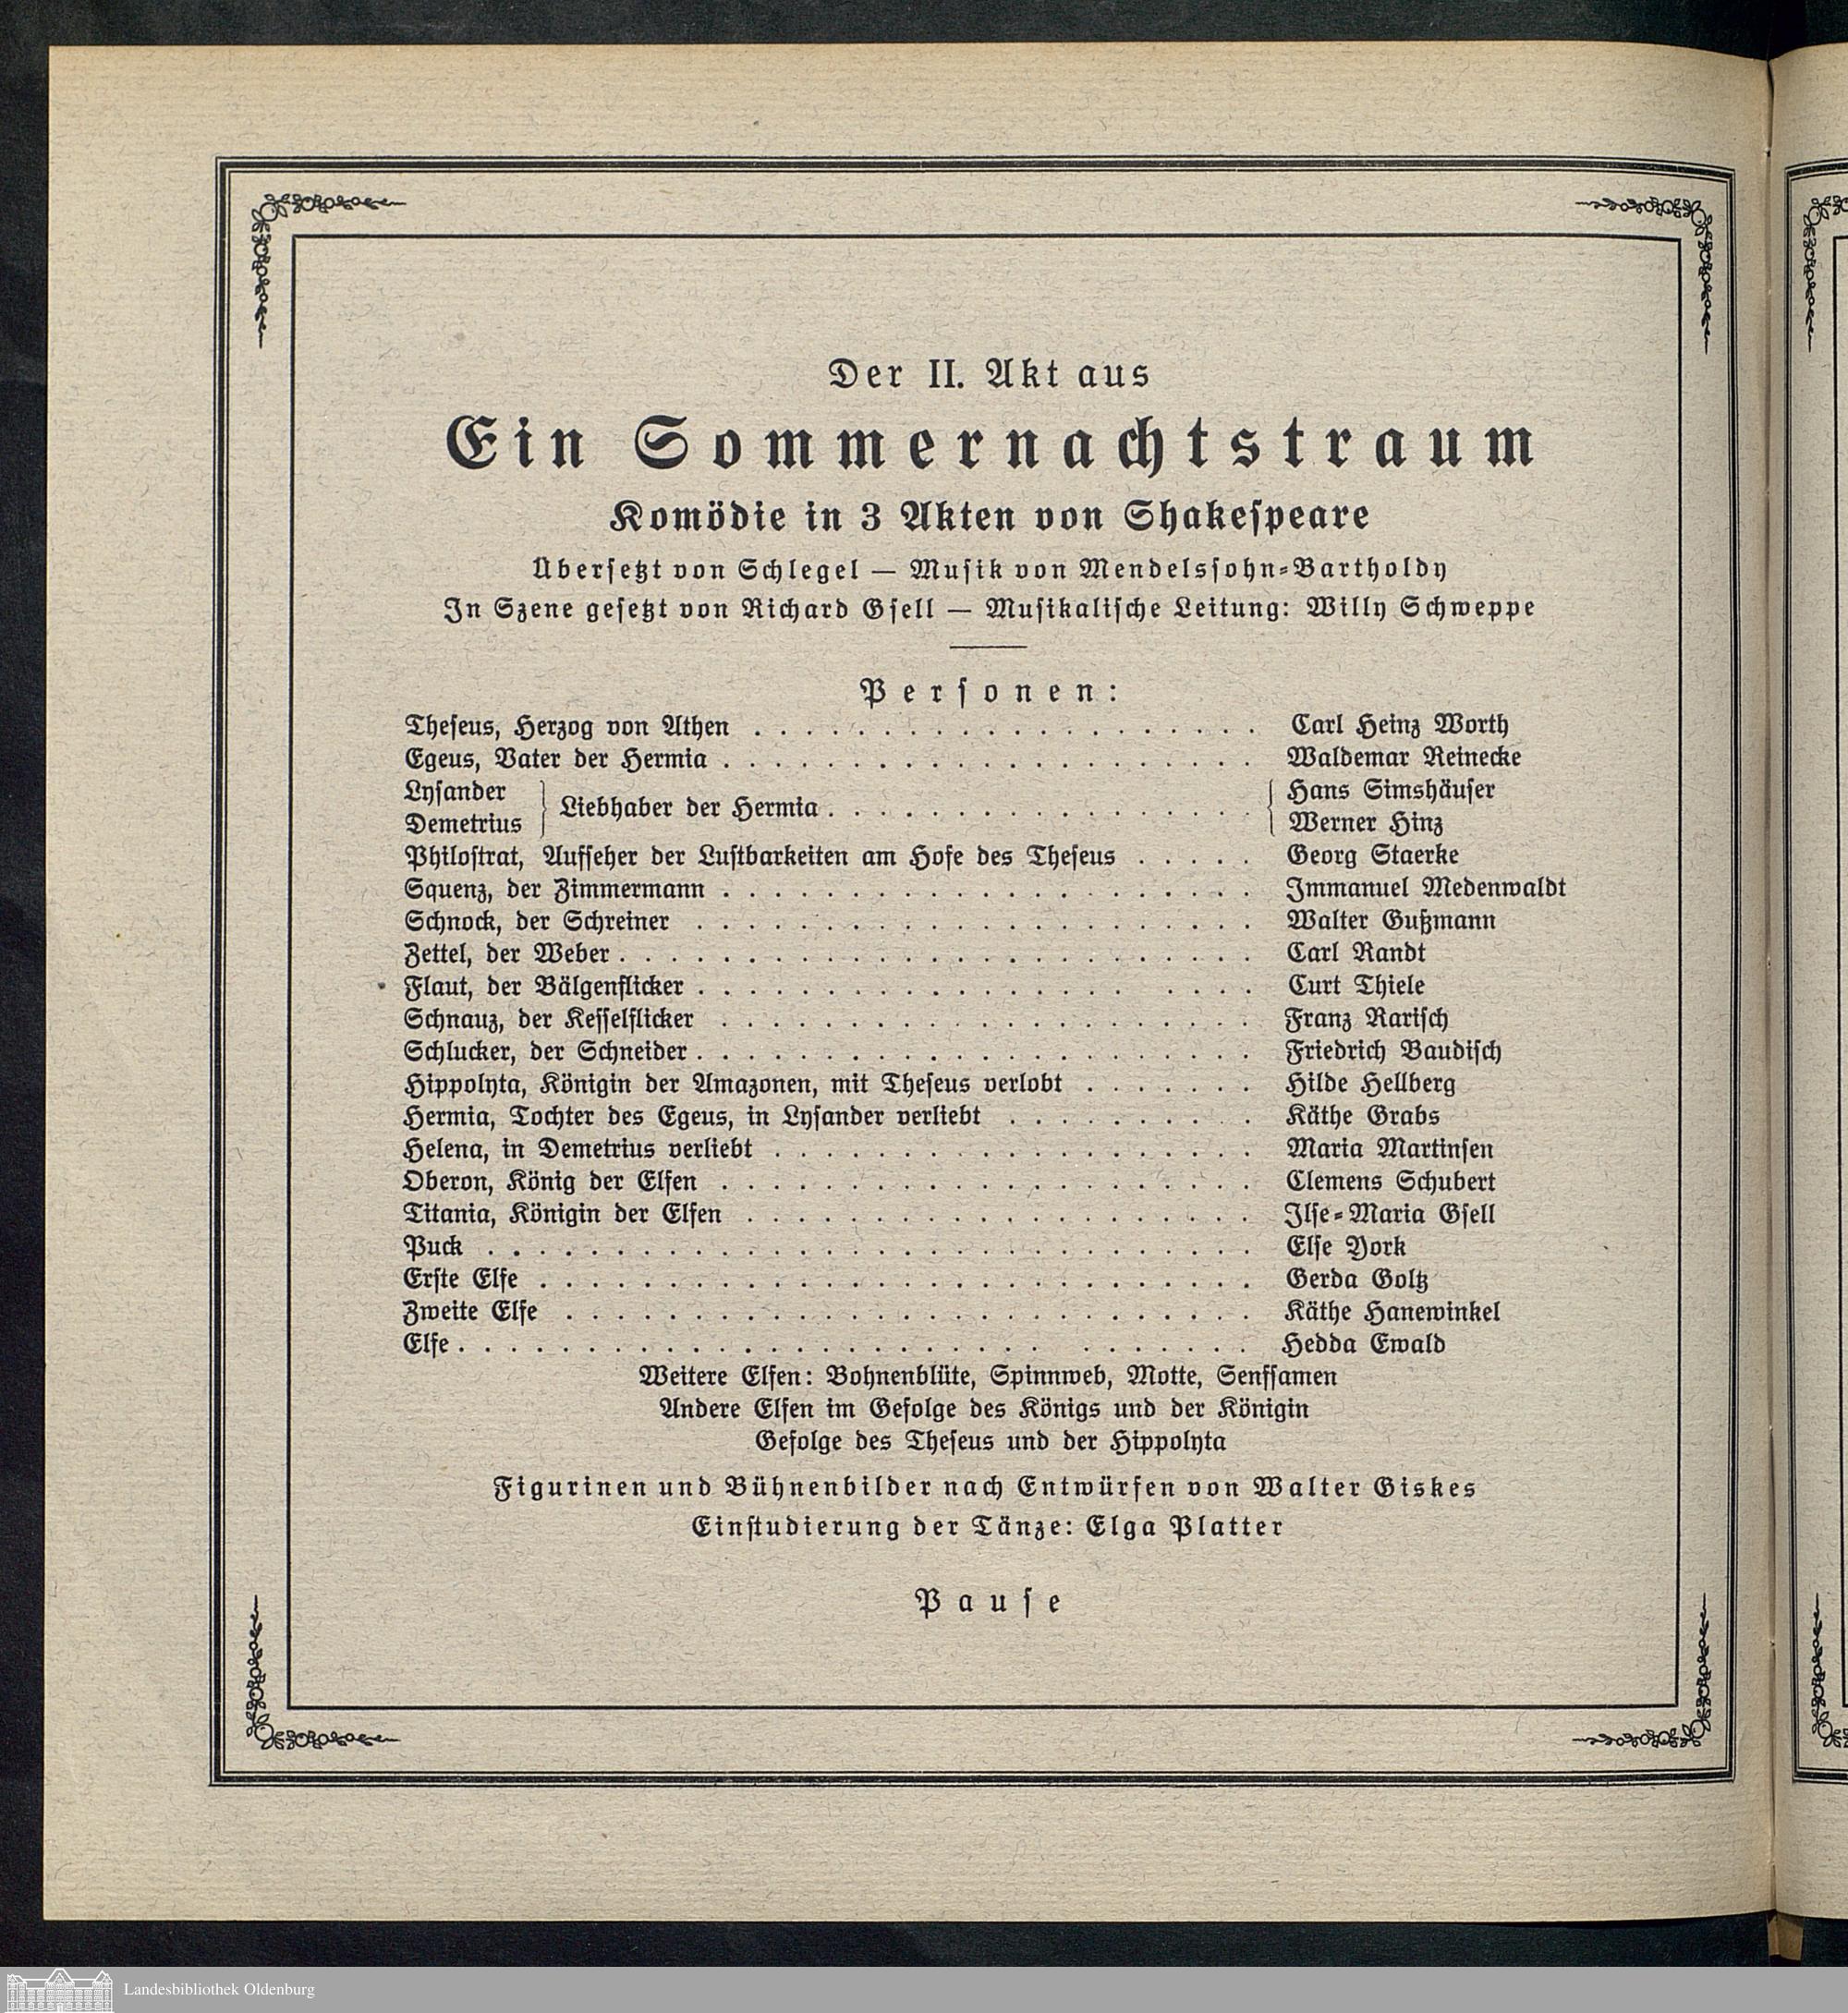 Der II. Akt aus
Ein Sommernachtstraum
Komödie in 3 Akten von Shakespeare
Übersetzt von Schlegel — Musik von Mendelssohn-Bartholdy
In Szene gesetzt von Richard Gsell — Musikalische Leitung: Willy Schweppe
Personen:
Theseus, Herzog von Athen . . . . . . . . . . . . . . . . . . . . Carl Heinz Worth
Egeus, Vater der Hermia . . . . . . . . . . . . . . . . . . . . . Waldemar Reinecke
Lysander } Liebhaber der Hermia . . . . . . . . . . . . . . . . . { Hans Simshäuser
Demetrius Werner Hinz
Philostrat, Aufseher der Lustbarkeiten am Hofe des Theseus . . . . . Georg Staerke
Squenz, der Zimmermann . . . . . . . . . . . . . . . . . . . . . Immanuel Medenwaldt
Schnock, der Schreiner . . . . . . . . . . . . . . . . . . . . . . Walter Gußmann
Zettel, der Weber . . . . . . . . . . . . . . . . . . . . . . . . . Carl Randt
Flaut, der Bälgenflicker . . . . . . . . . . . . . . . . . . . . . Curt Thiele
Schnauz, der Kesselflicker . . . . . . . . . . . . . . . . . . . . . Franz Rarisch
Schlucker, der Schneider . . . . . . . . . . . . . . . . . . . . . . Friedrich Baudisch
Hippolyta, Königin der Amazonen, mit Theseus verlobt . . . . . . . Hilde Hellberg
Hermia, Tochter des Egeus, in Lysander verliebt . . . . . . . . . . Käthe Grabs
Helena, in Demetrius verliebt . . . . . . . . . . . . . . . . . . . Maria Martinsen
Oberon, König der Elfen . . . . . . . . . . . . . . . . . . . . . Clemens Schubert
Titania, Königin der Elfen . . . . . . . . . . . . . . . . . . . . Ilse-Maria Gsell
Puck . . . . . . . . . . . . . . . . . . . . . . . . . . . . . . Else York
Erste Elfe . . . . . . . . . . . . . . . . . . . . . . . . . . . . Gerda Goltz
Zweite Elfe . . . . . . . . . . . . . . . . . . . . . . . . . . . Käthe Hanewinkel
Elfe . . . . . . . . . . . . . . . . . . . . . . . . . . . . . . Hedda Ewald
Weitere Elfen: Bohnenblüte, Spinnweb, Motte, Senfsamen
Andere Elfen im Gefolge des Königs und der Königin
Gefolge des Theseus und der Hippolyta
Figurinen und Bühnenbilder nach Entwürfen von Walter Giskes
Einstudierung der Tänze: Elga Platter
Pause
Landesbibliothek Oldenburg